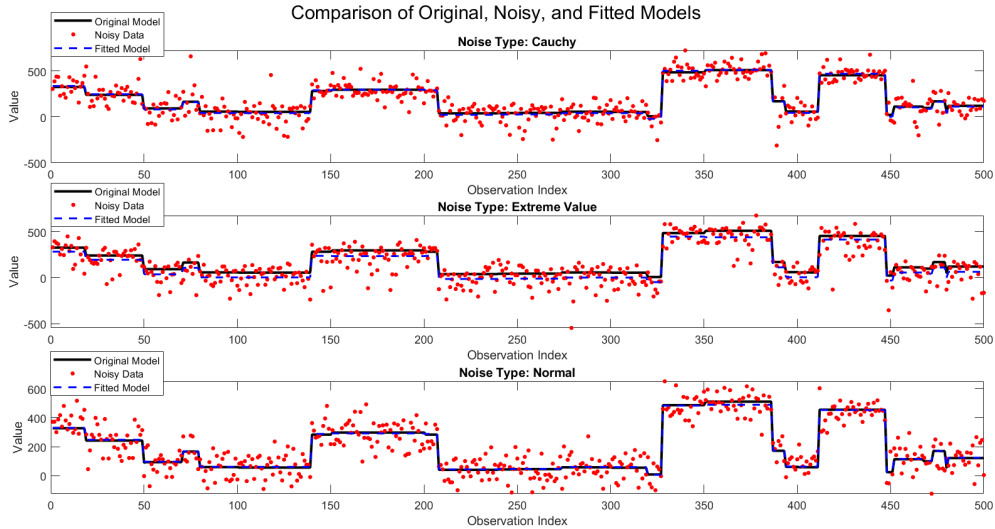 Comparison of Original, Noisy, and Fitted Models
Original Model
Noisy Data
Fitted Model
Noise Type: Cauchy
Value
500
0
-500
0 50 100 150 200 250 300 350 400 450 500
Observation Index
Original Model
Noisy Data
Fitted Model
Noise Type: Extreme Value
Value
500
0
-500
0 50 100 150 200 250 300 350 400 450 500
Observation Index
Original Model
Noisy Data
Fitted Model
Noise Type: Normal
Value
600
400
200
0
0 50 100 150 200 250 300 350 400 450 500
Observation Index